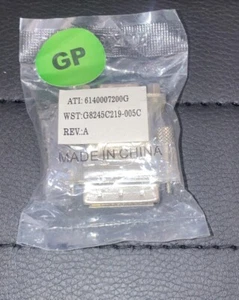 GP
ATI: 6140007200G
WST:G8245C219-005C
REV:A
MADE IN CHINA